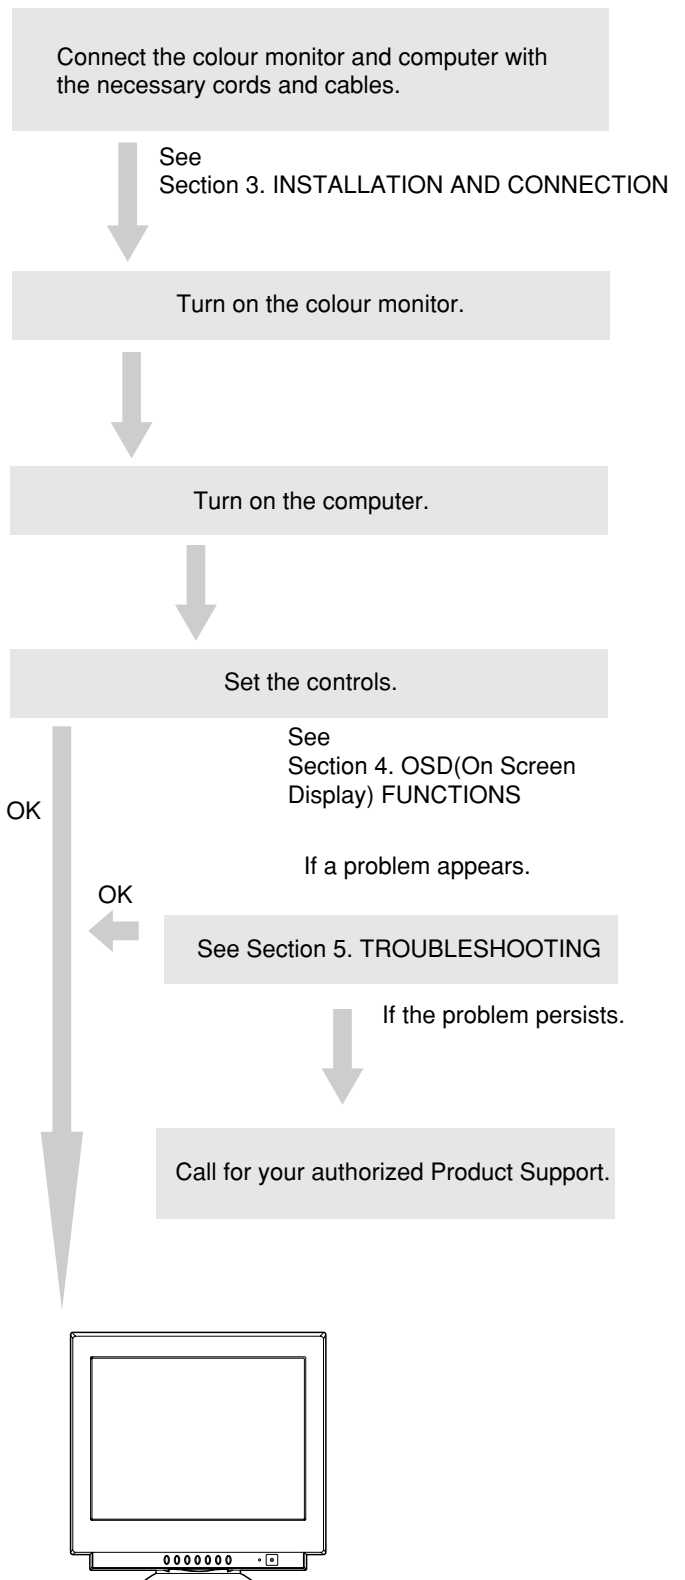 Connect the colour monitor and computer with
the necessary cords and cables.
See
Section 3. INSTALLATION AND CONNECTION
Turn on the colour monitor.
Turn on the computer.
Set the controls.
See
Section 4. OSD(On Screen
Display) FUNCTIONS
OK
If a problem appears.
OK
See Section 5. TROUBLESHOOTING
If the problem persists.
Call for your authorized Product Support.